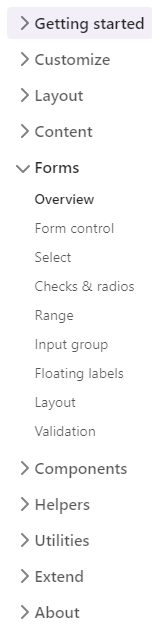 Getting started
Customize
Layout
Content
Forms
Overview
Form control
Select
Checks & radios
Range
Input group
Floating labels
Layout
Validation
Components
Helpers
Utilities
Extend
About